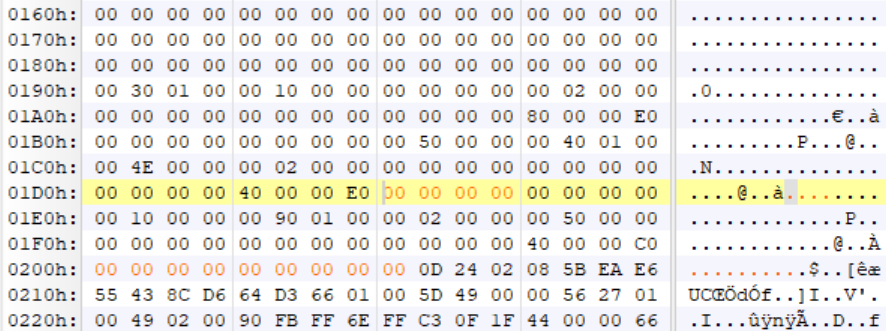 0160h: 00 00 00 00 00 00 00 00 00 00 00 00 00 00 00 00 ................
0170h: 00 00 00 00 00 00 00 00 00 00 00 00 00 00 00 00 ................
0180h: 00 00 00 00 00 00 00 00 00 00 00 00 00 00 00 00 ................
0190h: 00 30 01 00 00 10 00 00 00 00 00 00 00 02 00 00 .0..............
01A0h: 00 00 00 00 00 00 00 00 00 00 00 00 80 00 00 E0 ............€..à
01B0h: 00 00 00 00 00 00 00 00 00 50 00 00 00 40 01 00 .........P...@..
01C0h: 00 4E 00 00 00 02 00 00 00 00 00 00 00 00 00 00 .N..............
01D0h: 00 00 00 00 40 00 00 E0 00 00 00 00 00 00 00 00 ....@..à........
01E0h: 00 10 00 00 00 90 01 00 00 02 00 00 00 50 00 00 .............P..
01F0h: 00 00 00 00 00 00 00 00 00 00 00 00 40 00 00 C0 ............@..À
0200h: 00 00 00 00 00 00 00 00 00 0D 24 02 08 5B EA E6 ..........$..[êæ
0210h: 55 43 8C D6 64 D3 66 01 00 5D 49 00 00 56 27 01 UCŒÖdÓf..]I..V'.
0220h: 00 49 02 00 90 FB FF 6E FF C3 0F 1F 44 00 00 66 .I...ûÿnÿÃ..D..f